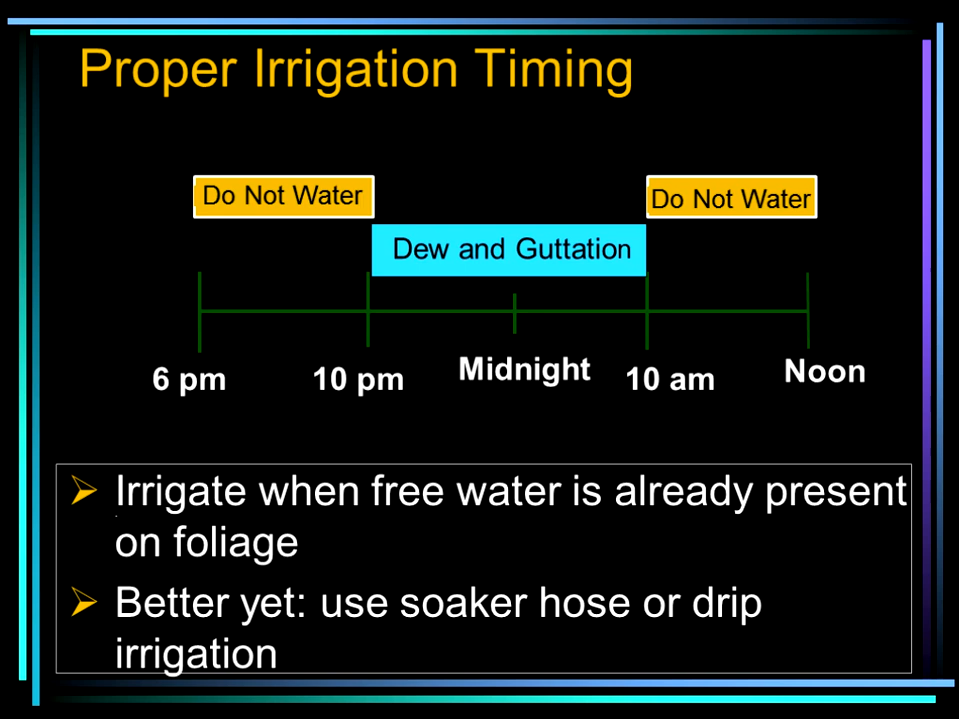 Proper Irrigation Timing
Do Not Water
Do Not Water
Dew and Guttation
6 pm
10 pm
Midnight
10 am
Noon
➢ Irrigate when free water is already present
on foliage
➢ Better yet: use soaker hose or drip
irrigation